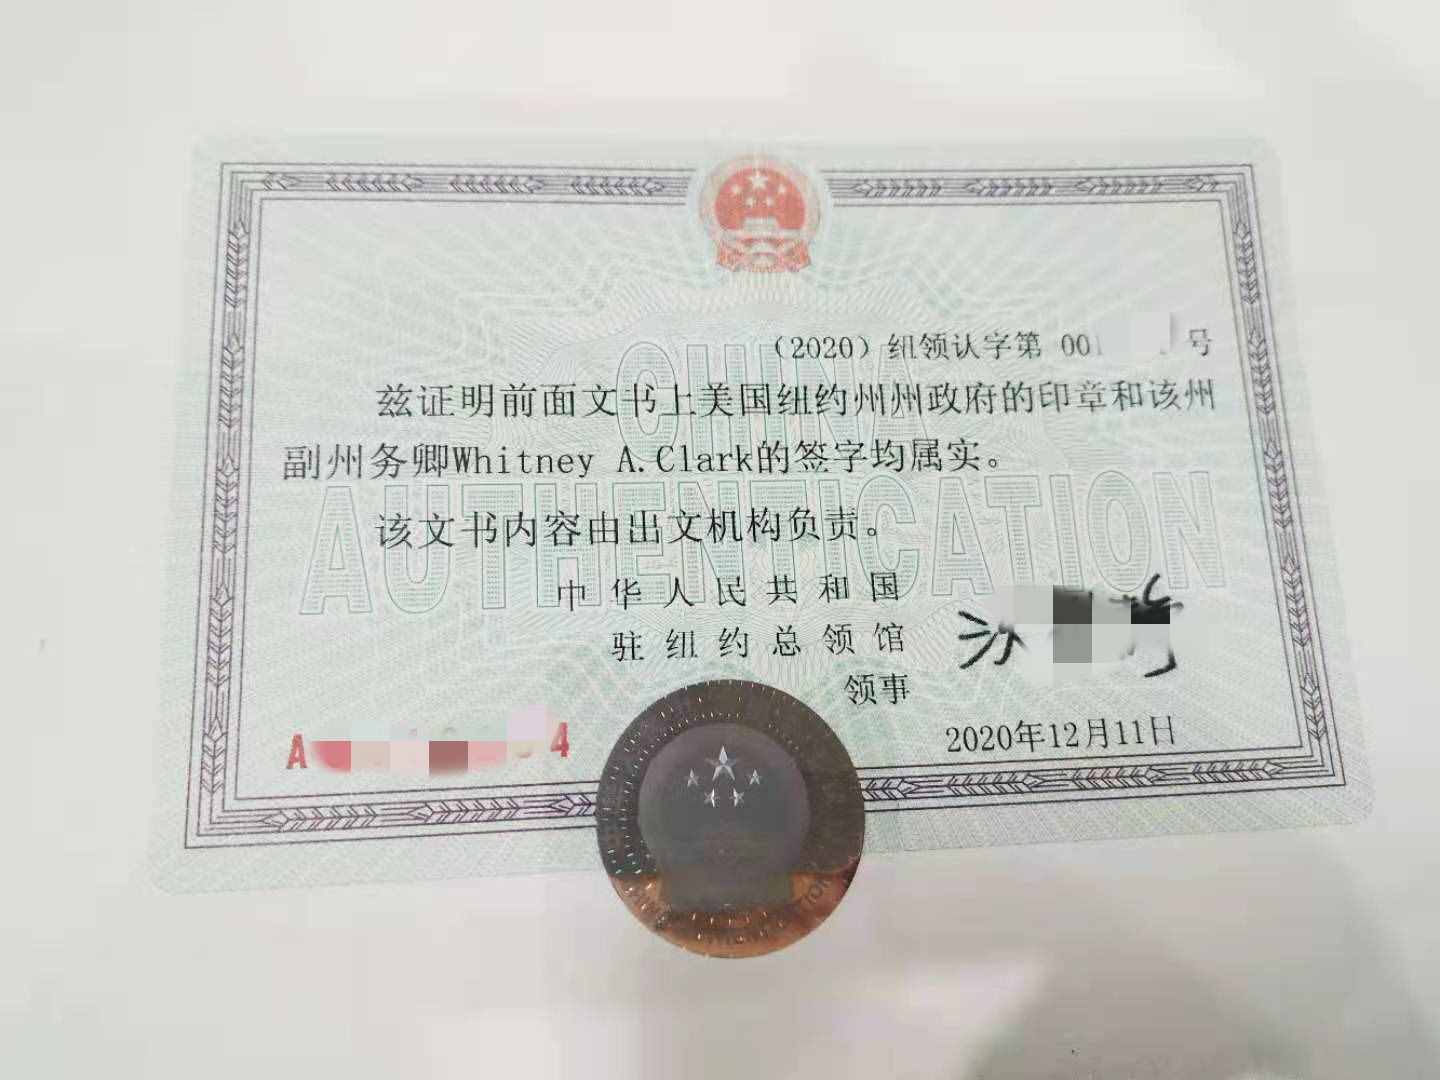 （2020）纽领认字第 00 号
兹证明前面文书上美国纽约州州政府的印章和该州
副州务卿Whitney A.Clark的签字均属实。
该文书内容由出文机构负责。
中华人民共和国
驻纽约总领馆
领事
2020年12月11日
A 4
CHINA
AUTHENTICATION